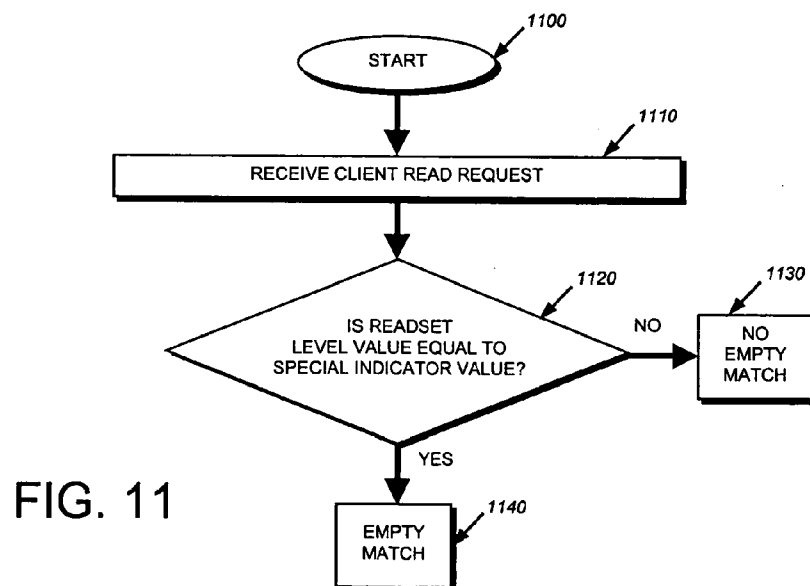 1100
START
1110
RECEIVE CLIENT READ REQUEST
1120
IS READSET
LEVEL VALUE EQUAL TO
SPECIAL INDICATOR VALUE?
NO
1130
NO
EMPTY
MATCH
YES
FIG. 11
1140
EMPTY
MATCH